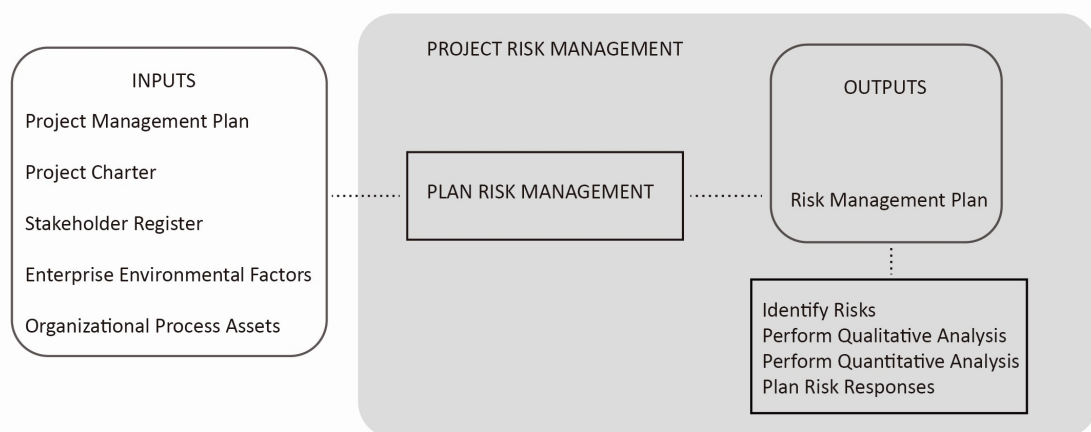 INPUTS
Project Management Plan
Project Charter
Stakeholder Register
Enterprise Environmental Factors
Organizational Process Assets
PROJECT RISK MANAGEMENT
PLAN RISK MANAGEMENT
OUTPUTS
Risk Management Plan
Identify Risks
Perform Qualitative Analysis
Perform Quantitative Analysis
Plan Risk Responses